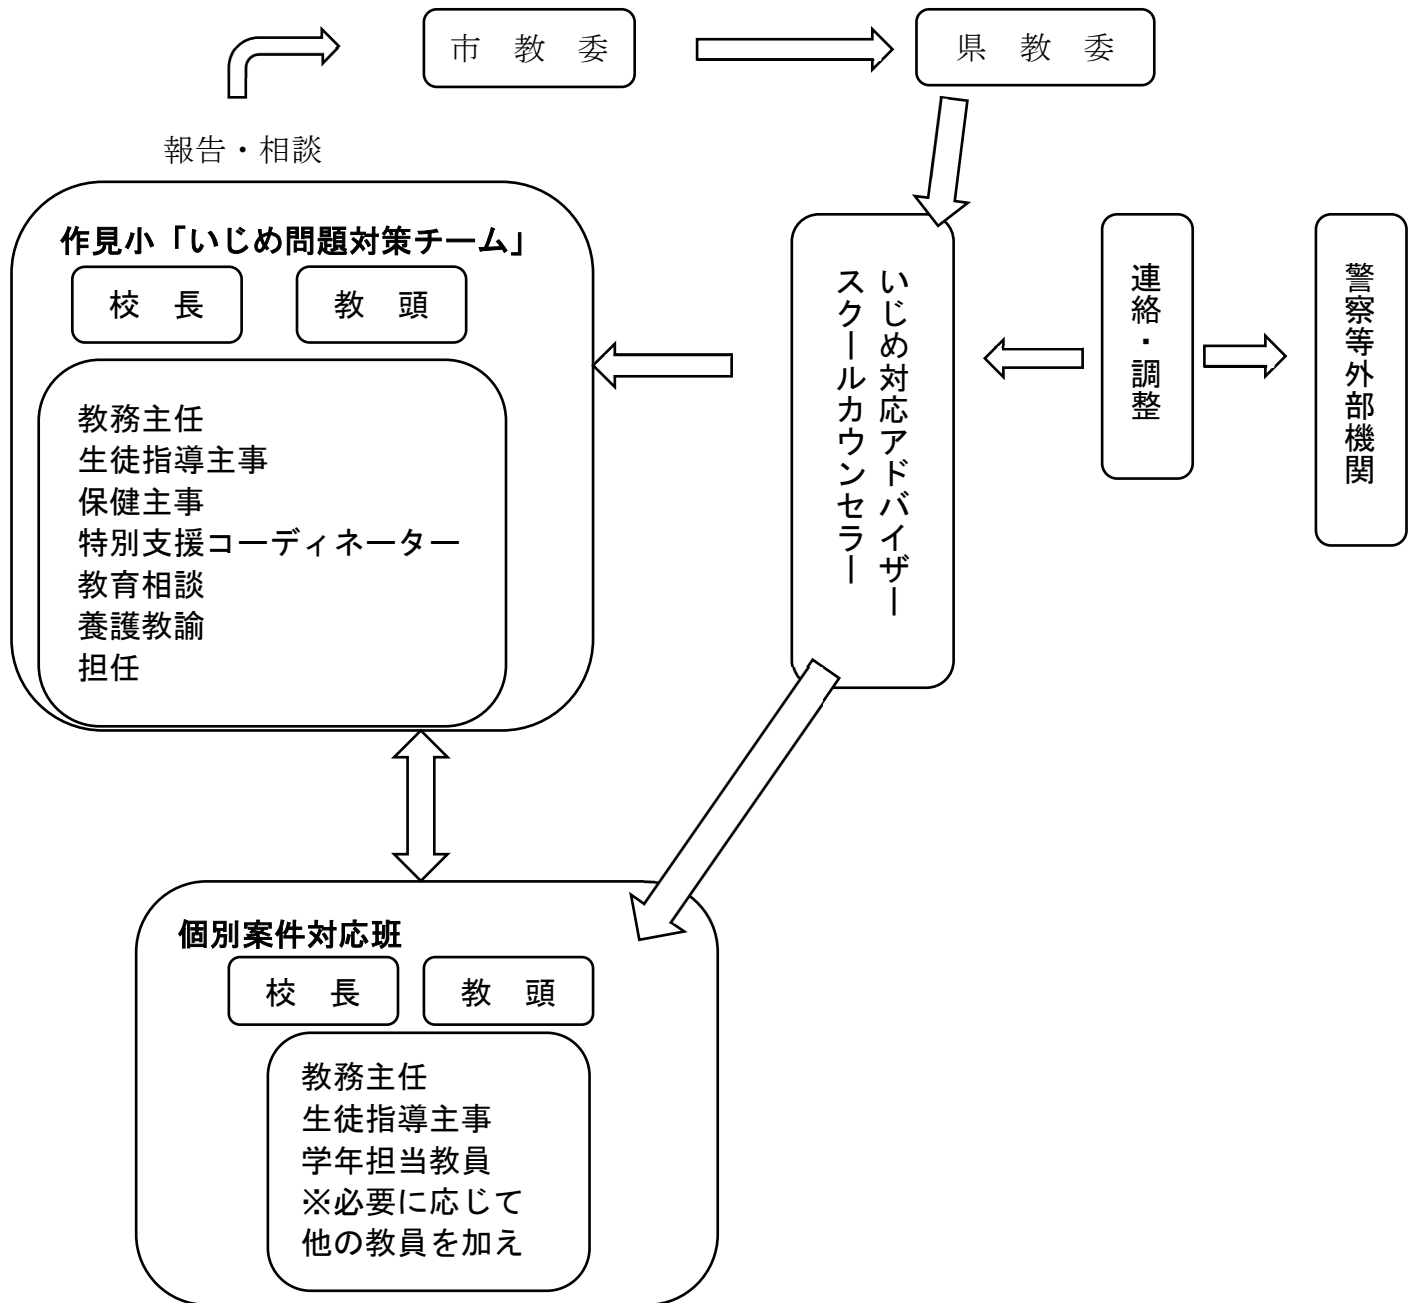 市 教 委
県 教 委
報告・相談
作見小「いじめ問題対策チーム」
校 長
教 頭
教務主任
生徒指導主事
保健主事
特別支援コーディネーター
教育相談
養護教諭
担任
いじめ対応アドバイザー
スクールカウンセラー
連絡・調整
警察等外部機関
個別案件対応班
校 長
教 頭
教務主任
生徒指導主事
学年担当教員
※必要に応じて
他の教員を加え